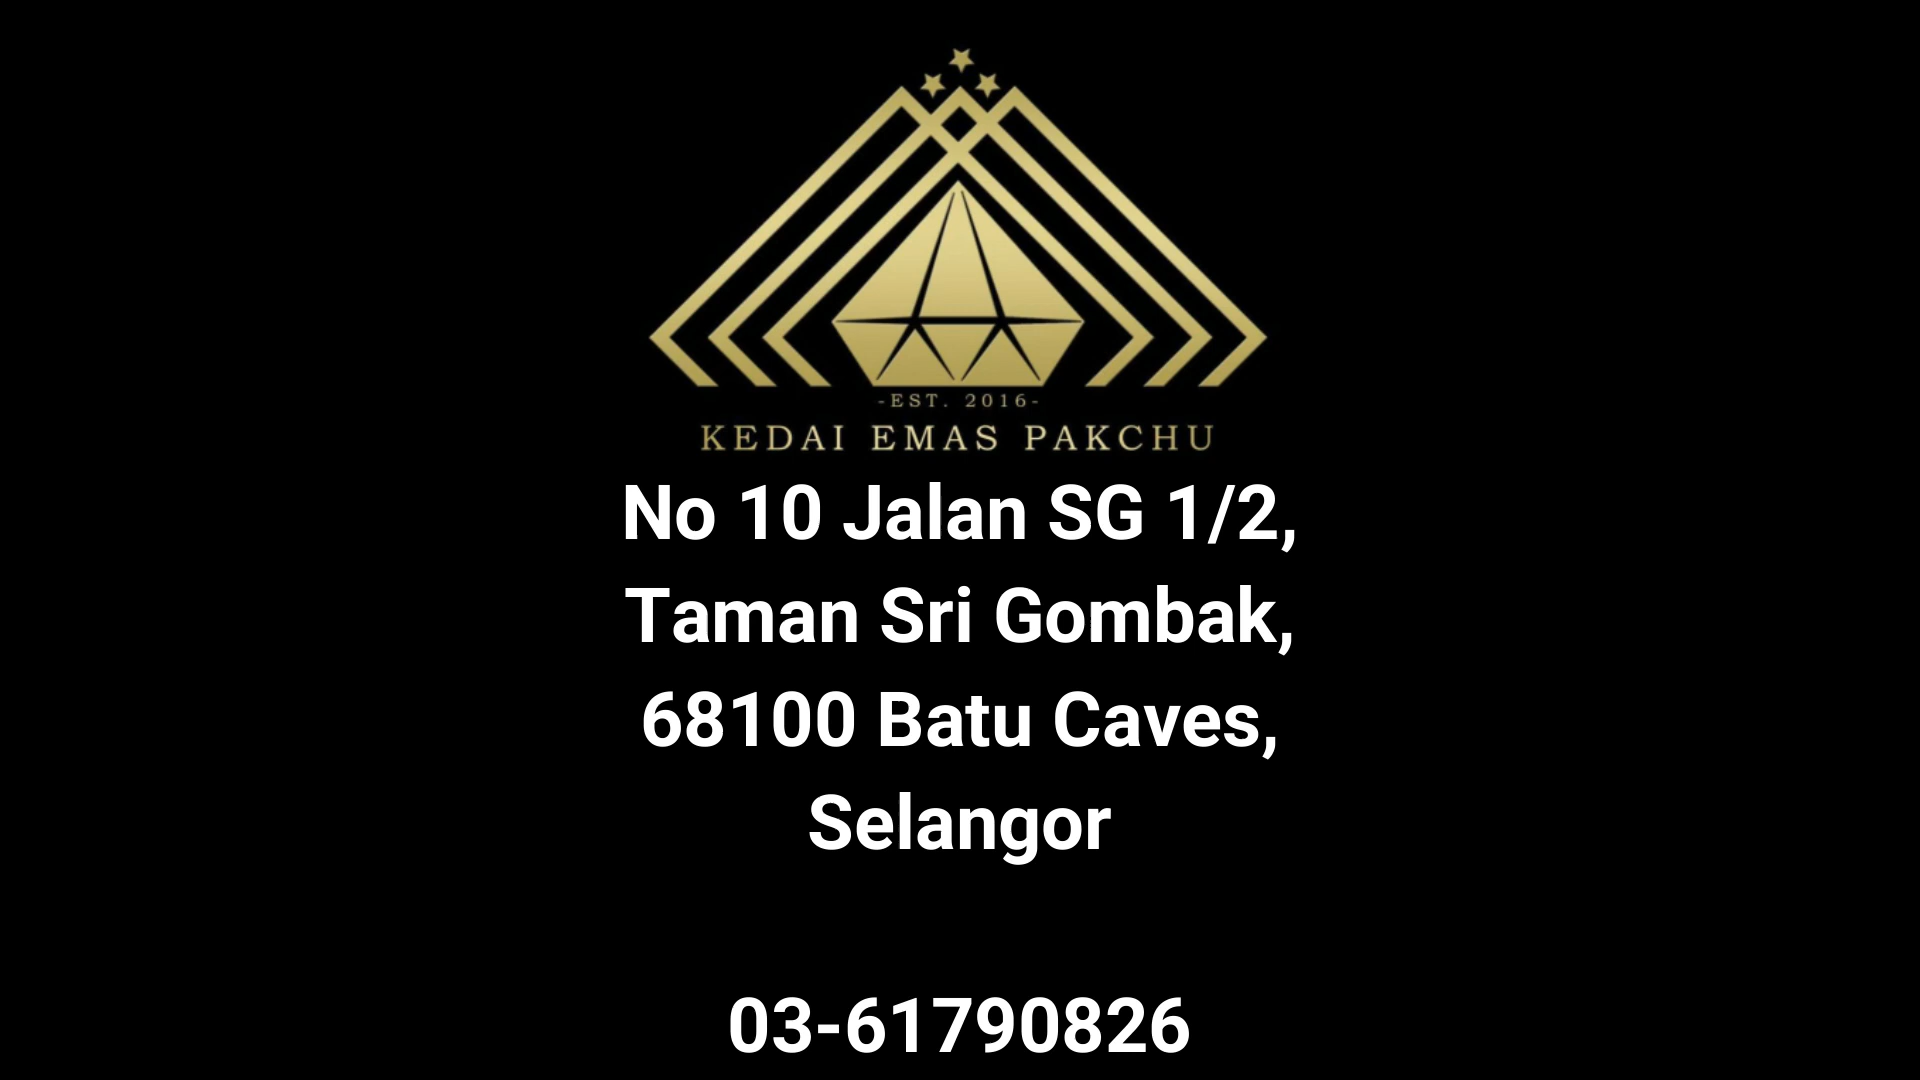 -EST. 2016-
KEDAI EMAS PAKCHU
No 10 Jalan SG 1/2,
Taman Sri Gombak,
68100 Batu Caves,
Selangor
03-61790826